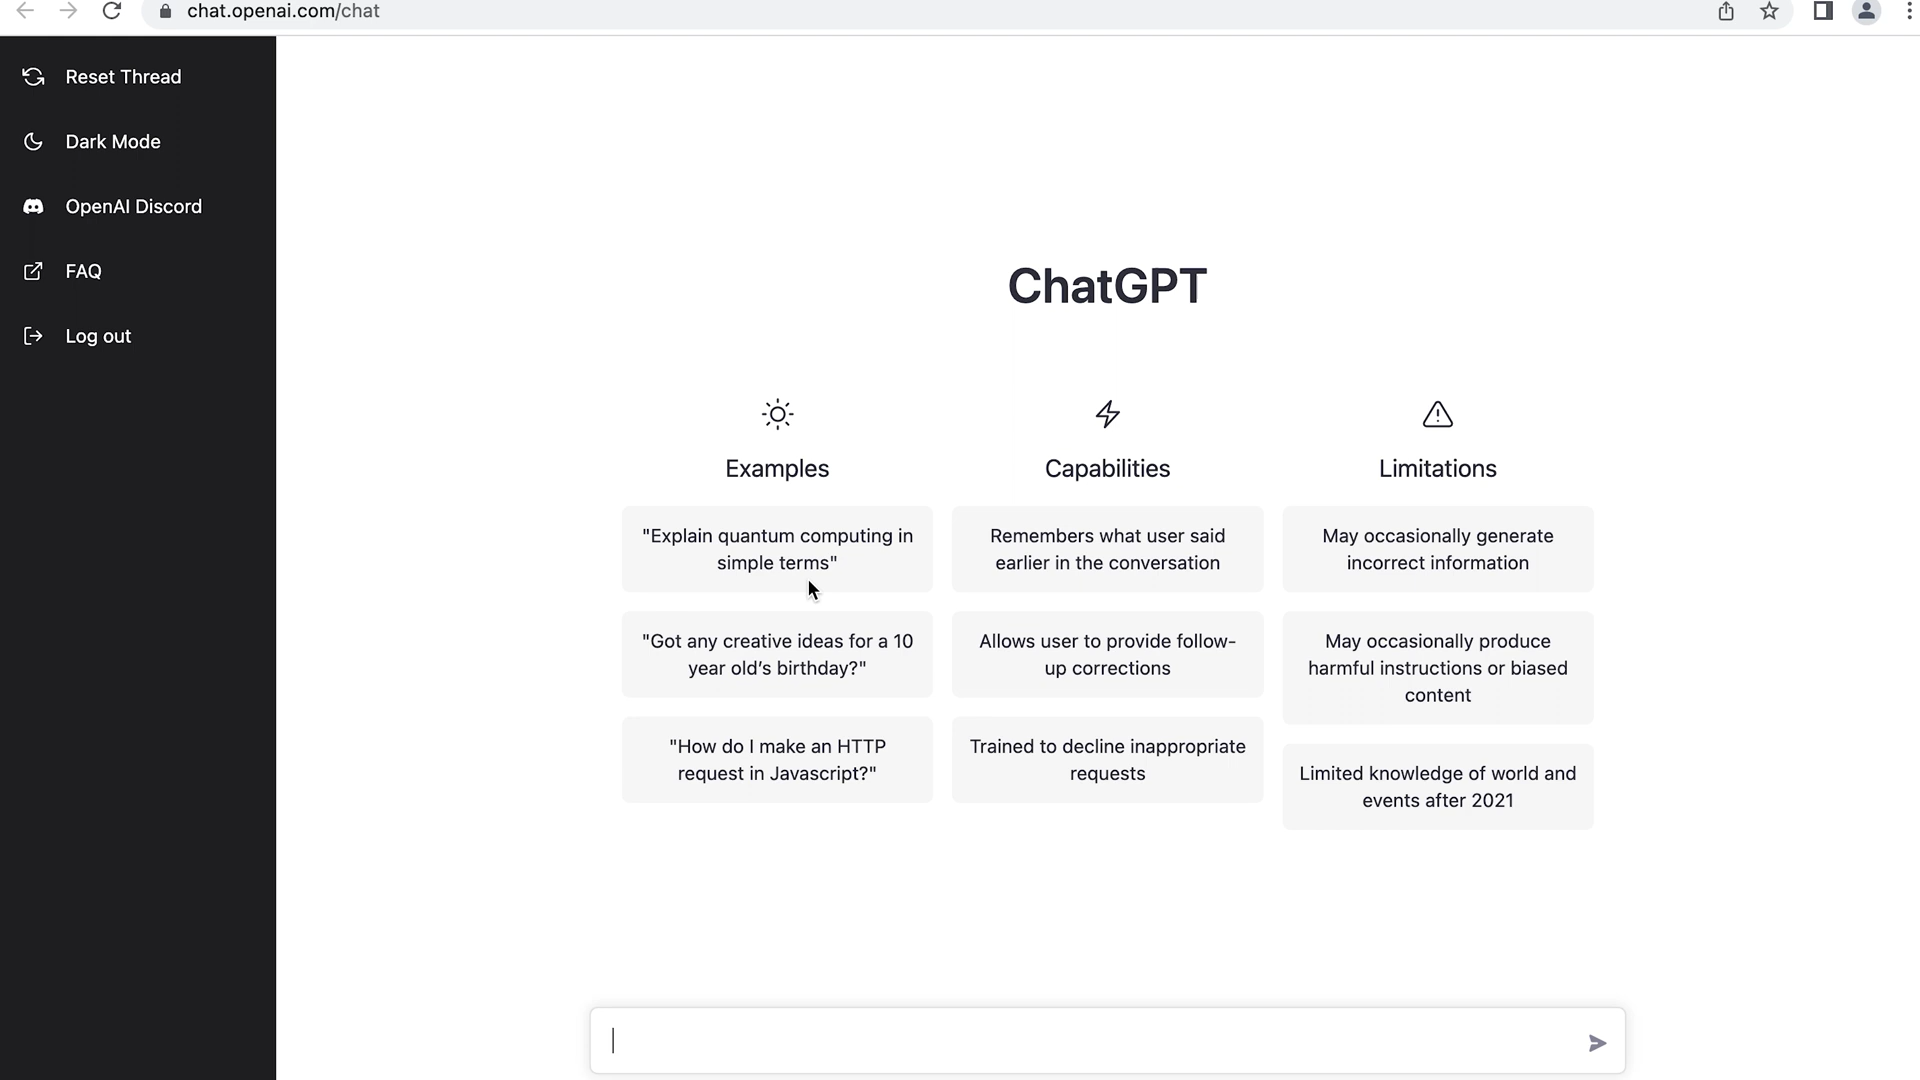 chat.openai.com/chat
Reset Thread
Dark Mode
OpenAI Discord
FAQ
Log out
ChatGPT
Examples
"Explain quantum computing in
simple terms"
"Got any creative ideas for a 10
year old’s birthday?"
"How do I make an HTTP
request in Javascript?"
Capabilities
Remembers what user said
earlier in the conversation
Allows user to provide follow-
up corrections
Trained to decline inappropriate
requests
Limitations
May occasionally generate
incorrect information
May occasionally produce
harmful instructions or biased
content
Limited knowledge of world and
events after 2021